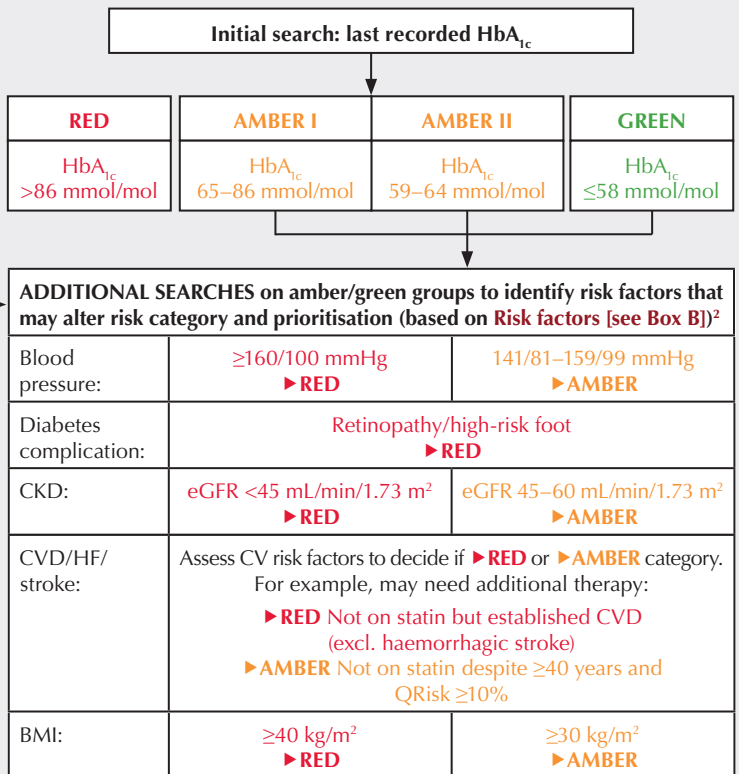 Initial search: last recorded HbA1c
RED
AMBER I
AMBER II
GREEN
HbA1c
>86 mmol/mol
HbA1c
65–86 mmol/mol
HbA1c
59–64 mmol/mol
HbA1c
≤58 mmol/mol
ADDITIONAL SEARCHES on amber/green groups to identify risk factors that
may alter risk category and prioritisation (based on Risk factors [see Box B])²
Blood
pressure:
≥160/100 mmHg
►RED
141/81–159/99 mmHg
►AMBER
Diabetes
complication:
Retinopathy/high-risk foot
►RED
CKD:
eGFR <45 mL/min/1.73 m²
►RED
eGFR 45–60 mL/min/1.73 m²
►AMBER
CVD/HF/
stroke:
Assess CV risk factors to decide if ►RED or ►AMBER category.
For example, may need additional therapy:
►RED Not on statin but established CVD
(excl. haemorrhagic stroke)
►AMBER Not on statin despite ≥40 years and
QRisk ≥10%
BMI:
≥40 kg/m²
►RED
≥30 kg/m²
►AMBER